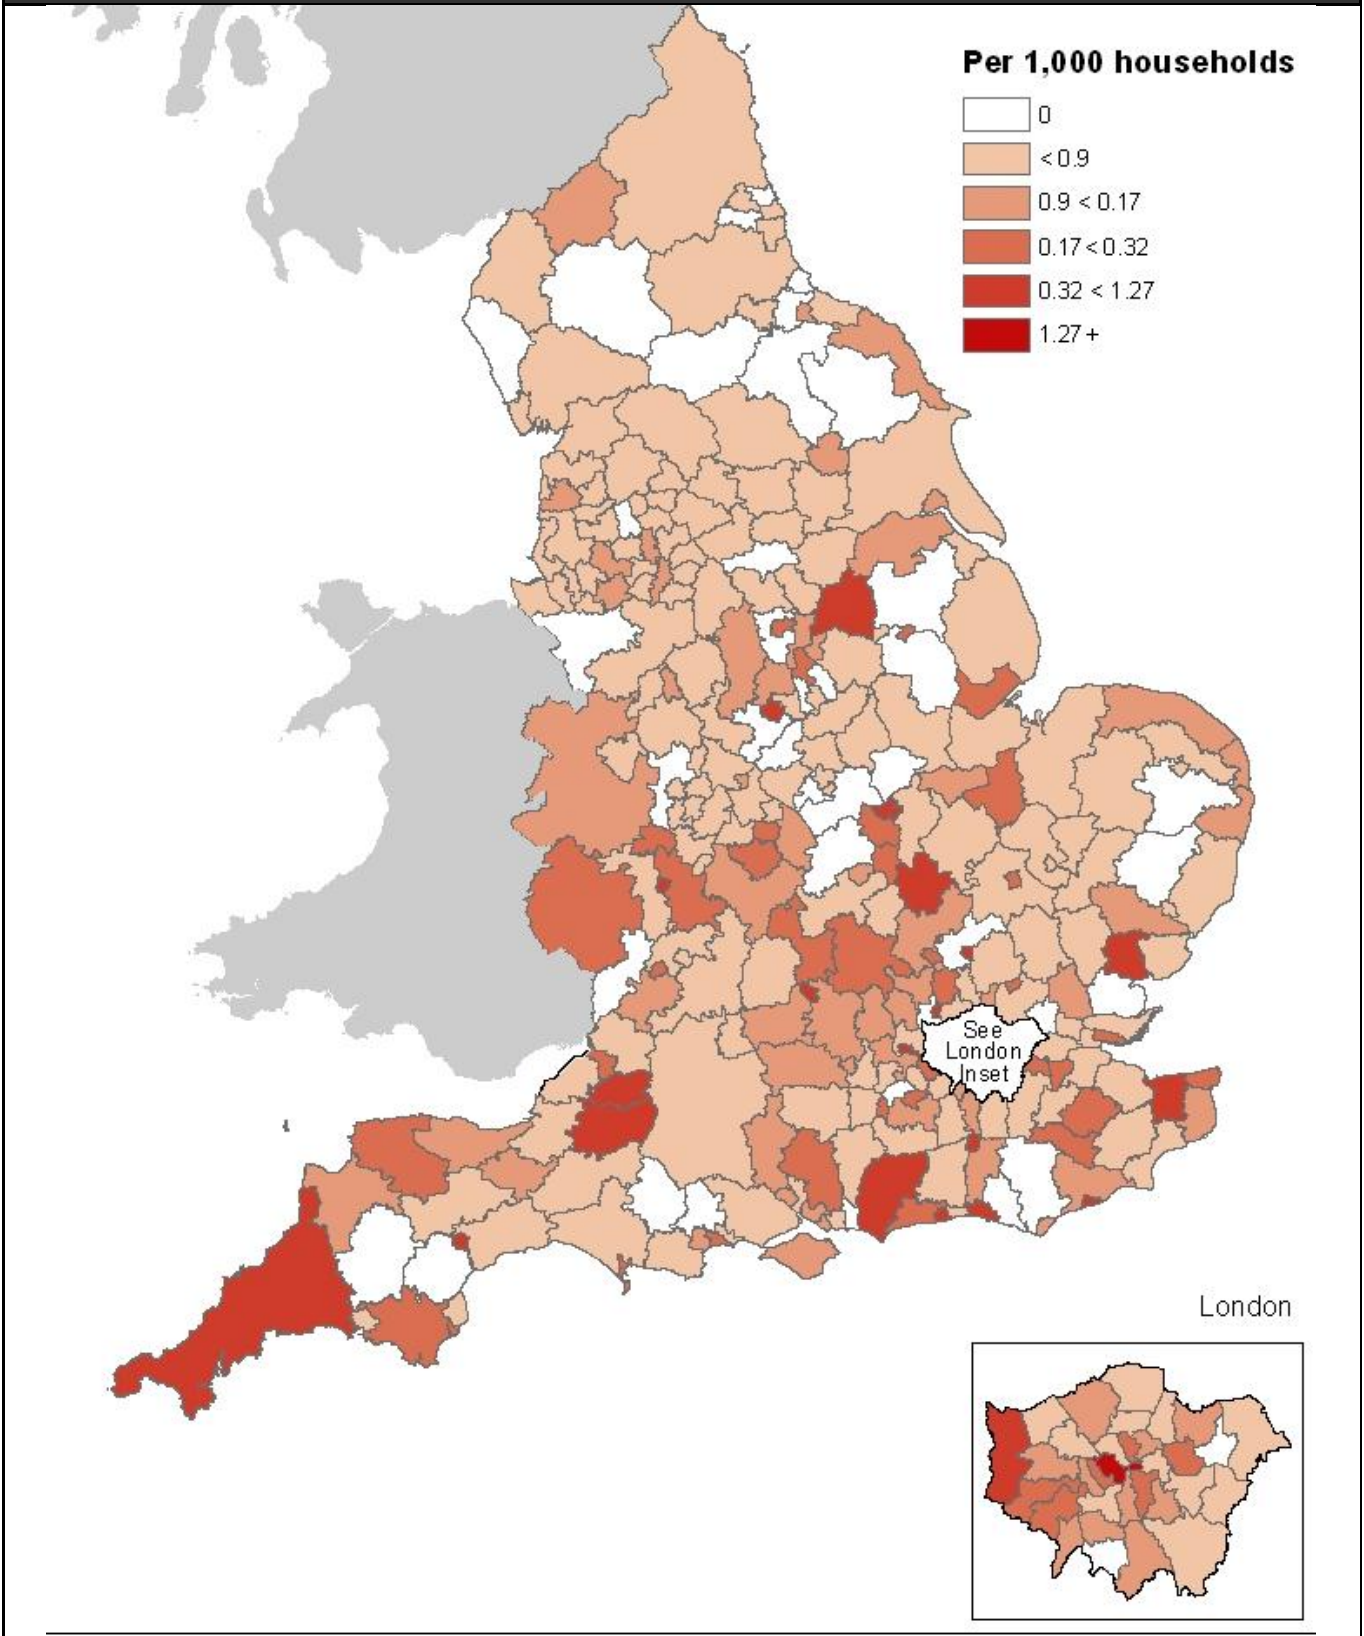 Per 1,000 households
0
<0.9
0.9 < 0.17
0.17<0.32
0.32 < 1.27
1.27+
See
London
Inset
London